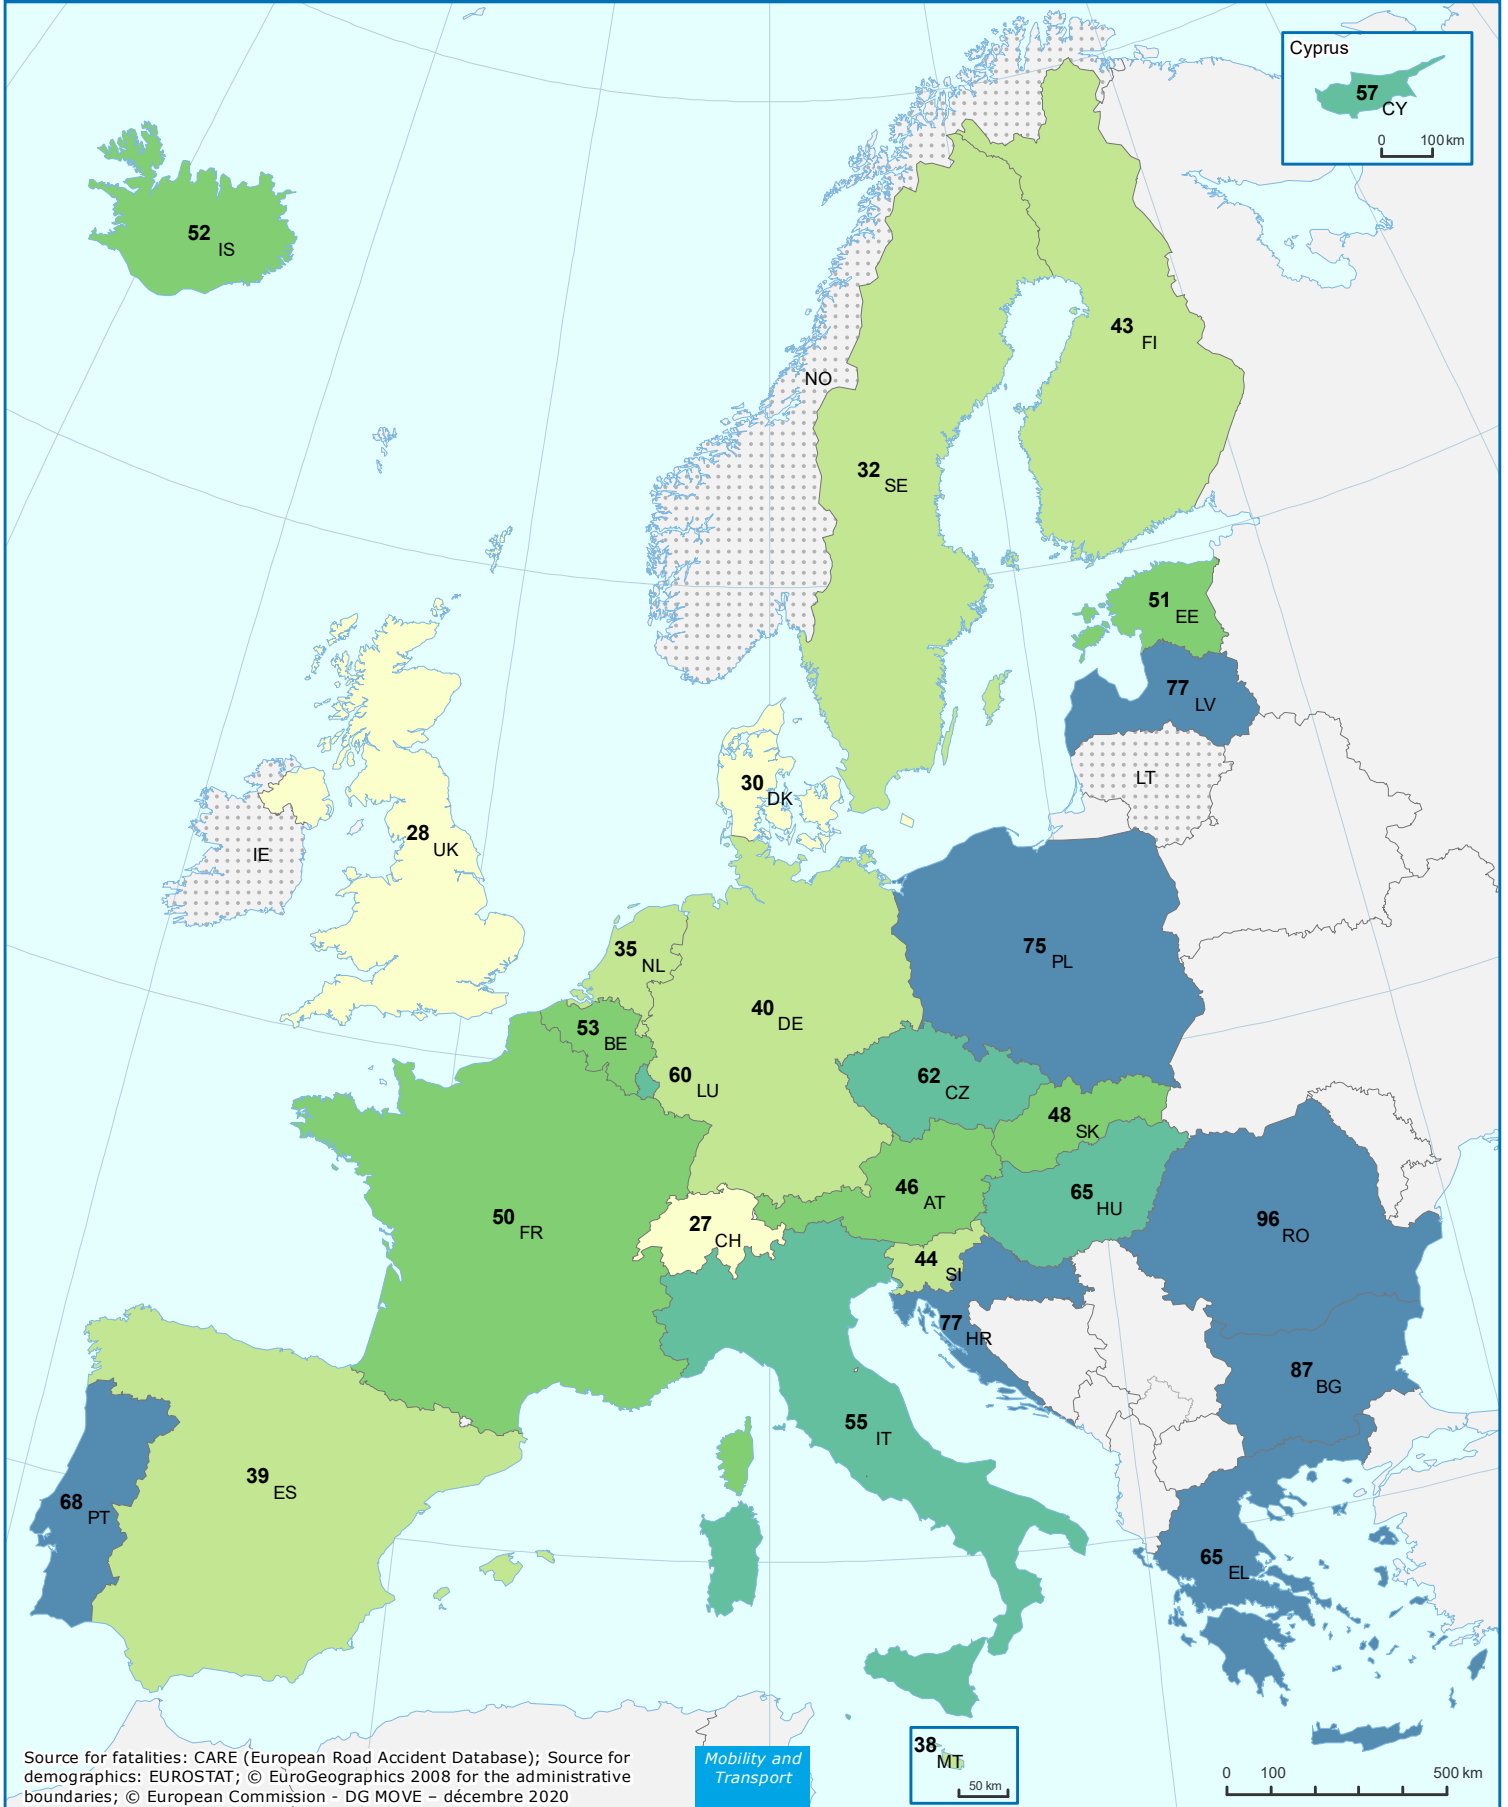 Cyprus
57
CY
0 100 km
52
IS
43
FI
NO
32
SE
51
EE
77
LV
LT
30
DK
28
UK
IE
35
NL
75
PL
40
DE
53
BE
60
LU
62
CZ
48
SK
46
AT
65
HU
50
FR
27
CH
96
RO
44
SI
77
HR
87
BG
55
IT
39
ES
68
PT
65
EL
38
MT
50 km
Source for fatalities: CARE (European Road Accident Database); Source for
demographics: EUROSTAT; © EuroGeographics 2008 for the administrative
boundaries; © European Commission - DG MOVE – décembre 2020
Mobility and
Transport
0 100 500 km